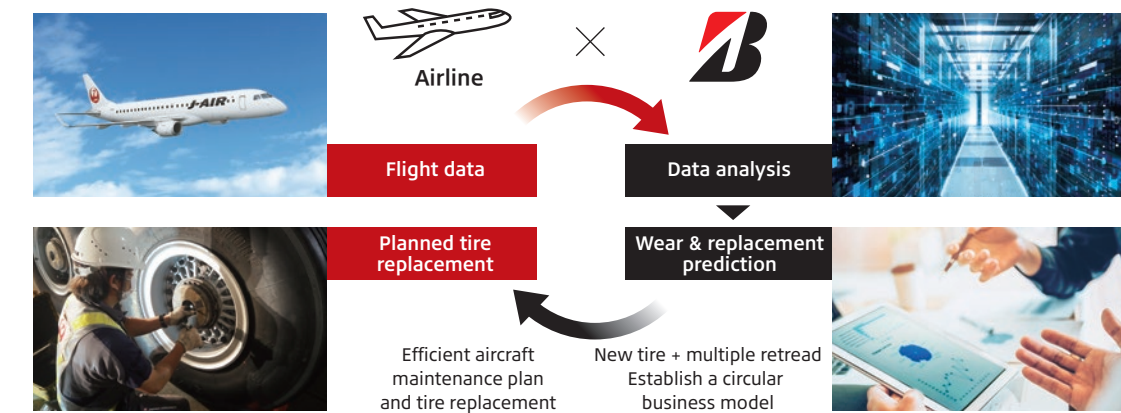 Airline
J-AIR
Flight data
Data analysis
Planned tire
replacement
Wear & replacement
prediction
Efficient aircraft
maintenance plan
and tire replacement
New tire + multiple retread
Establish a circular
business model